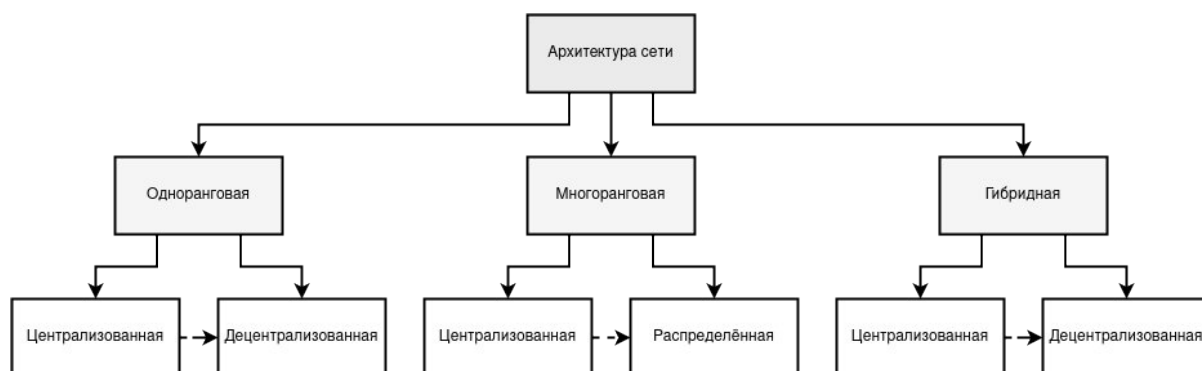 Архитектура сети
Одноранговая
Многоранговая
Гибридная
Централизованная
Децентрализованная
Централизованная
Распределённая
Централизованная
Децентрализованная